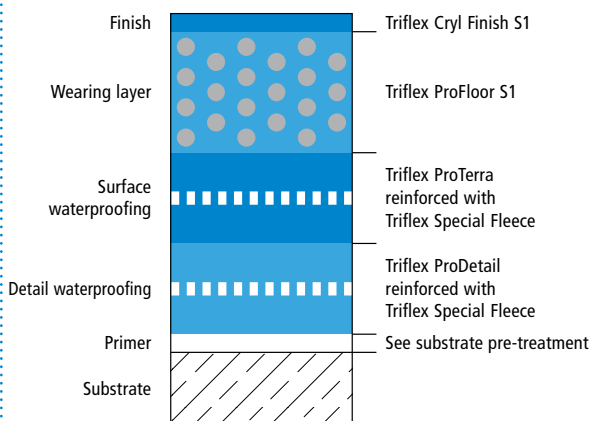 Finish
Triflex Cryl Finish S1
Wearing layer
Triflex ProFloor S1
Surface
waterproofing
Triflex ProTerra
reinforced with
Triflex Special Fleece
Detail waterproofing
Triflex ProDetail
reinforced with
Triflex Special Fleece
Primer
See substrate pre-treatment
Substrate